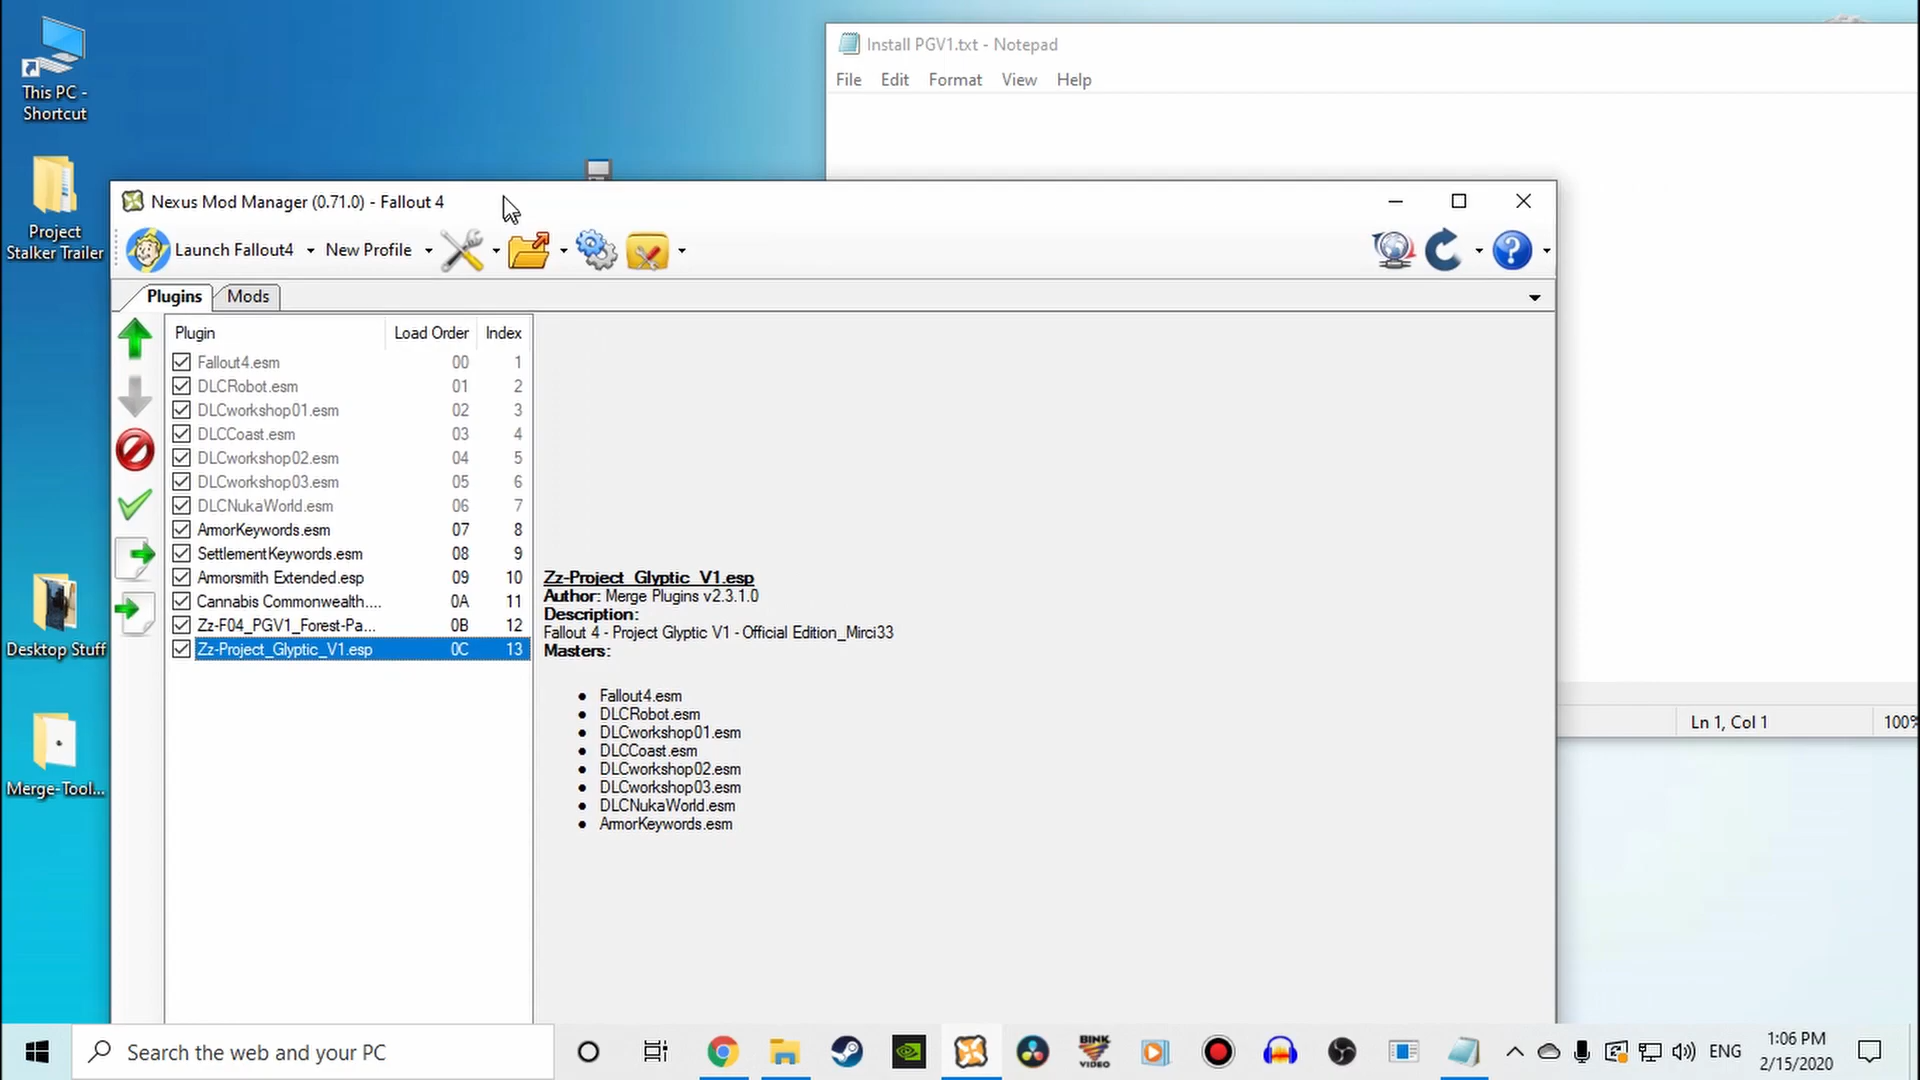 This PC -
Shortcut
Project
Stalker Trailer
Desktop Stuff
Merge-Tool...
Install PGV1.txt - Notepad
File Edit Format View Help
Ln 1, Col 1
100%
Nexus Mod Manager (0.71.0) - Fallout 4
Launch Fallout4 New Profile
Plugins Mods
Plugin Load Order Index
Fallout4.esm 00 1
DLCRobot.esm 01 2
DLCworkshop01.esm 02 3
DLCCoast.esm 03 4
DLCworkshop02.esm 04 5
DLCworkshop03.esm 05 6
DLCNukaWorld.esm 06 7
ArmorKeywords.esm 07 8
SettlementKeywords.esm 08 9
Armorsmith Extended.esp 09 10
Cannabis Commonwealth.... 0A 11
Zz-F04_PGV1_Forest-Pa... 0B 12
Zz-Project_Glyptic_V1.esp 0C 13
Zz-Project_Glyptic_V1.esp
Author: Merge Plugins v2.3.1.0
Description:
Fallout 4 - Project Glyptic V1 - Official Edition_Mirci33
Masters:
Fallout4.esm
DLCRobot.esm
DLCworkshop01.esm
DLCCoast.esm
DLCworkshop02.esm
DLCworkshop03.esm
DLCNukaWorld.esm
ArmorKeywords.esm
Search the web and your PC
BINK
VIDEO
ENG
1:06 PM
2/15/2020